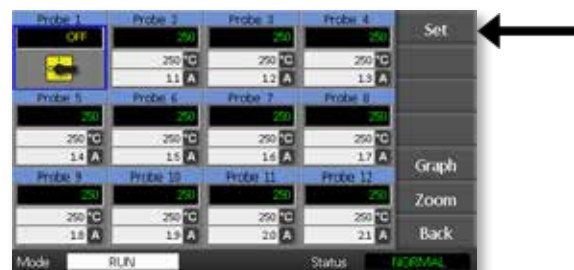 Probe 1 Probe 2 Probe 3 Probe 4 Set
OFF 250 250 250
250 °C 250 °C 250 °C
1.1 A 1.2 A 1.3 A
Probe 5 Probe 6 Probe 7 Probe 8
250 250 250 250
250 °C 250 °C 250 °C 250 °C
1.4 A 1.5 A 1.6 A 1.7 A Graph
Probe 9 Probe 10 Probe 11 Probe 12
250 250 250 250 Zoom
250 °C 250 °C 250 °C 250 °C
1.8 A 1.9 A 2.0 A 2.1 A Back
Mode RUN Status NORMAL